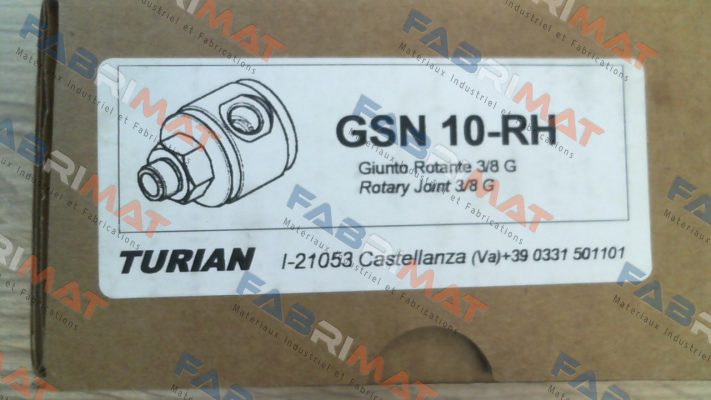 GSN 10-RH
Giunto Rotante 3/8 G
Rotary Joint 3/8 G
TURIAN I-21053 Castellanza (Va)+39 0331 501101
FABRIMAT
Materiaux Industriel et Fabrications